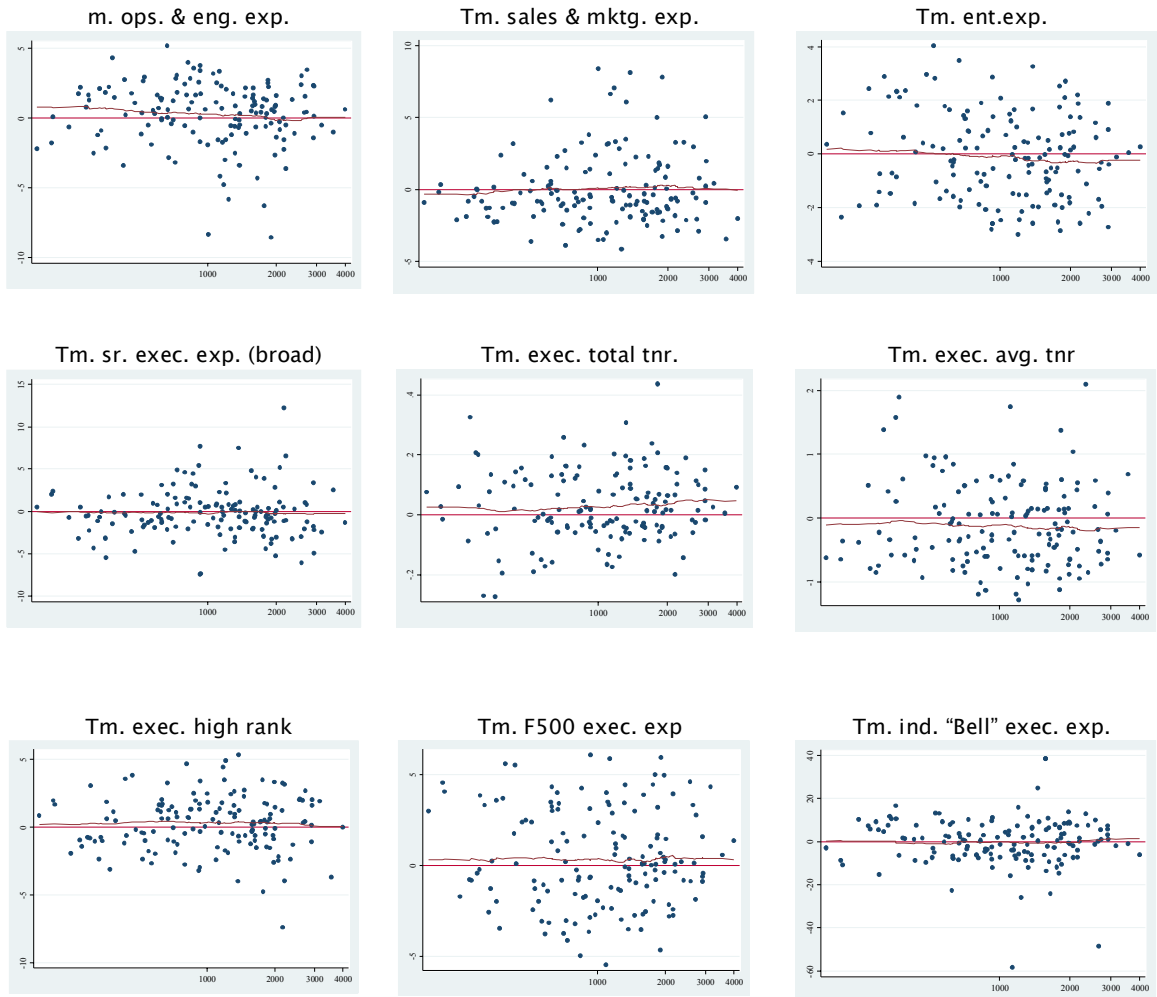 m. ops. & eng. exp.
5
0
-5
-10
1000 2000 3000 4000
Tm. sales & mktg. exp.
10
5
0
-5
1000 2000 3000 4000
Tm. ent.exp.
4
2
0
-2
-4
1000 2000 3000 4000
Tm. sr. exec. exp. (broad)
15
10
5
0
-5
-10
1000 2000 3000 4000
Tm. exec. total tnr.
.4
.2
0
-.2
1000 2000 3000 4000
Tm. exec. avg. tnr
2
1
0
-1
1000 2000 3000 4000
Tm. exec. high rank
5
0
-5
-10
1000 2000 3000 4000
Tm. F500 exec. exp
5
0
-5
1000 2000 3000 4000
Tm. ind. “Bell” exec. exp.
40
20
0
-20
-40
-60
1000 2000 3000 4000